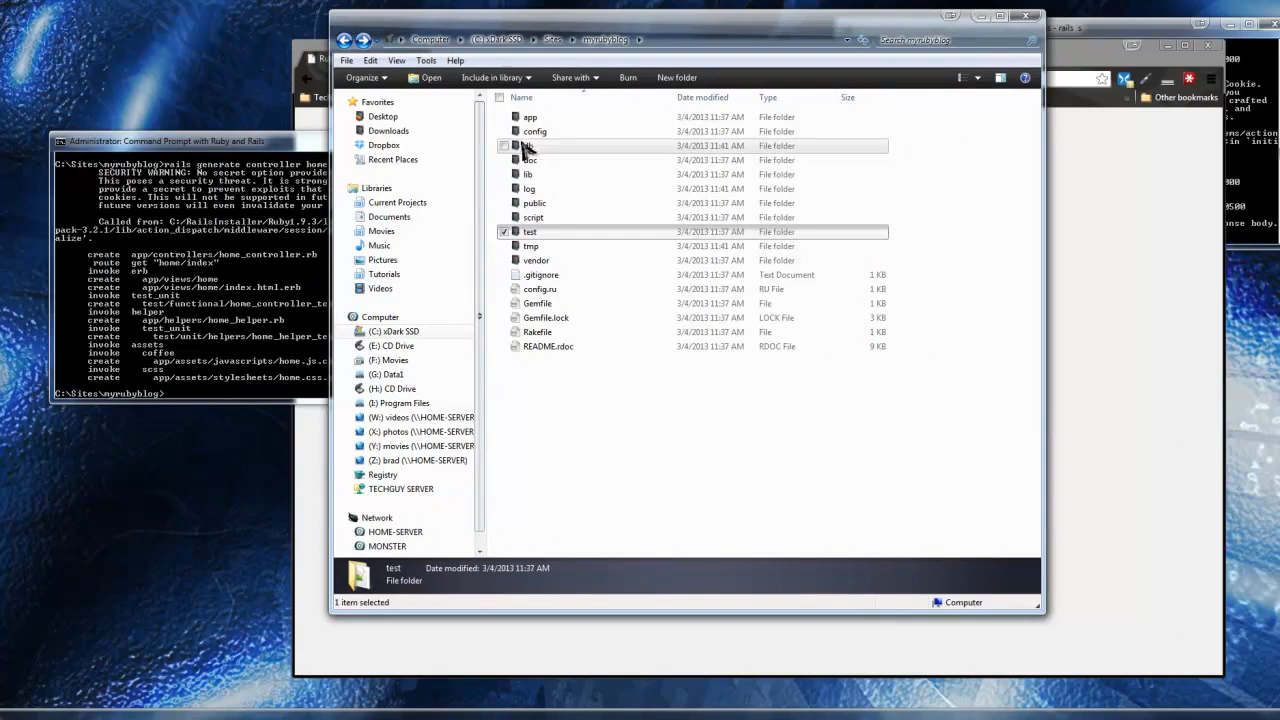 - rails s
Computer (C:) xDark SSD Sites myrubyblog
Search myrubyblog
File Edit View Tools Help
Organize Open Include in library Share with Burn New folder
Other bookmarks
Name Date modified Type Size
Favorites
Desktop
Downloads
Dropbox
Recent Places
Libraries
Current Projects
Documents
Movies
Music
Pictures
Tutorials
Videos
Computer
(C:) xDark SSD
(E:) CD Drive
(F:) Movies
(G:) Data1
(H:) CD Drive
(I:) Program Files
(W:) videos (\\HOME-SERVER
(X:) photos (\\HOME-SERVER
(Y:) movies (\\HOME-SERVER
(Z:) brad (\\HOME-SERVER)
Registry
TECHGUY SERVER
Network
HOME-SERVER
MONSTER
app 3/4/2013 11:37 AM File folder
config 3/4/2013 11:37 AM File folder
3/4/2013 11:41 AM File folder
doc 3/4/2013 11:37 AM File folder
lib 3/4/2013 11:37 AM File folder
log 3/4/2013 11:41 AM File folder
public 3/4/2013 11:37 AM File folder
script 3/4/2013 11:37 AM File folder
test 3/4/2013 11:37 AM File folder
tmp 3/4/2013 11:41 AM File folder
vendor 3/4/2013 11:37 AM File folder
.gitignore 3/4/2013 11:37 AM Text Document 1 KB
config.ru 3/4/2013 11:37 AM RU File 1 KB
Gemfile 3/4/2013 11:37 AM File 1 KB
Gemfile.lock 3/4/2013 11:37 AM LOCK File 3 KB
Rakefile 3/4/2013 11:37 AM File 1 KB
README.rdoc 3/4/2013 11:37 AM RDOC File 9 KB
test Date modified: 3/4/2013 11:37 AM
File folder
1 item selected
Computer
Administrator: Command Prompt with Ruby and Rails
C:\Sites\myrubyblog>rails generate controller home
SECURITY WARNING: No secret option provide
This poses a security threat. It is strong
provide a secret to prevent exploits that
cookies. This will not be supported in fut
future versions will even invalidate your
Called from: C:/RailsInstaller/Ruby1.9.3/l
pack-3.2.1/lib/action_dispatch/middleware/session/
alize'.
create app/controllers/home_controller.rb
route get "home/index"
invoke erb
create app/views/home
create app/views/home/index.html.erb
invoke test_unit
create test/functional/home_controller_te
invoke helper
create app/helpers/home_helper.rb
invoke test_unit
create test/unit/helpers/home_helper_te
invoke assets
invoke coffee
create app/assets/javascripts/home.js.c
invoke scss
create app/assets/stylesheets/home.css.
C:\Sites\myrubyblog>
Cookie.
crafted
and
in `initi
0500
onse body.